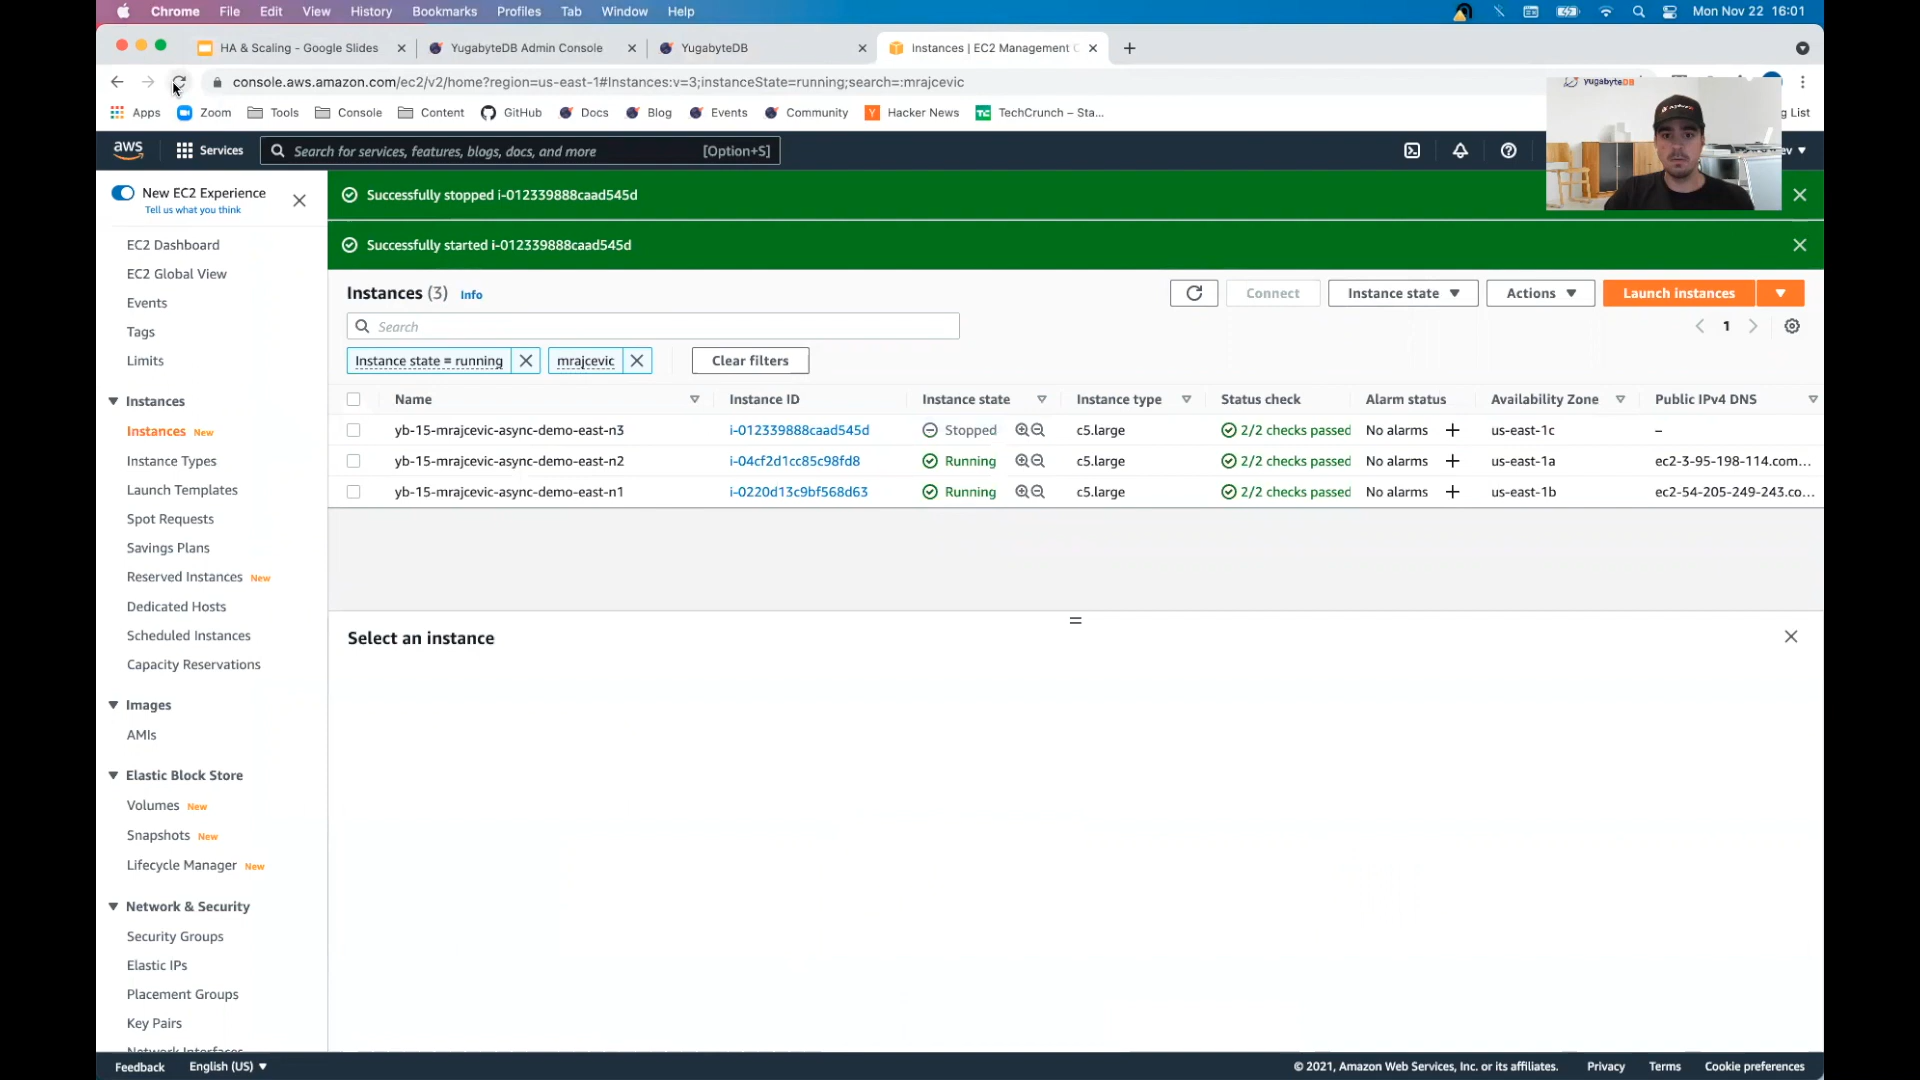 Chrome File Edit View History Bookmarks Profiles Tab Window Help Mon Nov 22 16:01
HA & Scaling - Google Slides YugabyteDB Admin Console YugabyteDB Instances | EC2 Management C
console.aws.amazon.com/ec2/v2/home?region=us-east-1#Instances:v=3;instanceState=running;search=:mrajcevic
yugabyteDB
Apps Zoom Tools Console Content GitHub Docs Blog Events Community Hacker News TechCrunch – Sta... g List
aws Services Search for services, features, blogs, docs, and more [Option+S] ev
New EC2 Experience
Tell us what you think
EC2 Dashboard
EC2 Global View
Events
Tags
Limits
Instances
Instances New
Instance Types
Launch Templates
Spot Requests
Savings Plans
Reserved Instances New
Dedicated Hosts
Scheduled Instances
Capacity Reservations
Images
AMIs
Elastic Block Store
Volumes New
Snapshots New
Lifecycle Manager New
Network & Security
Security Groups
Elastic IPs
Placement Groups
Key Pairs
Network Interfaces
Successfully stopped i-012339888caad545d
Successfully started i-012339888caad545d
Instances (3) Info Connect Instance state Actions Launch instances
Search 1
Instance state = running mrajcevic Clear filters
Name Instance ID Instance state Instance type Status check Alarm status Availability Zone Public IPv4 DNS
yb-15-mrajcevic-async-demo-east-n3 i-012339888caad545d Stopped c5.large 2/2 checks passed No alarms + us-east-1c –
yb-15-mrajcevic-async-demo-east-n2 i-04cf2d1cc85c98fd8 Running c5.large 2/2 checks passed No alarms + us-east-1a ec2-3-95-198-114.com...
yb-15-mrajcevic-async-demo-east-n1 i-0220d13c9bf568d63 Running c5.large 2/2 checks passed No alarms + us-east-1b ec2-54-205-249-243.co...
Select an instance
Feedback English (US) © 2021, Amazon Web Services, Inc. or its affiliates. Privacy Terms Cookie preferences